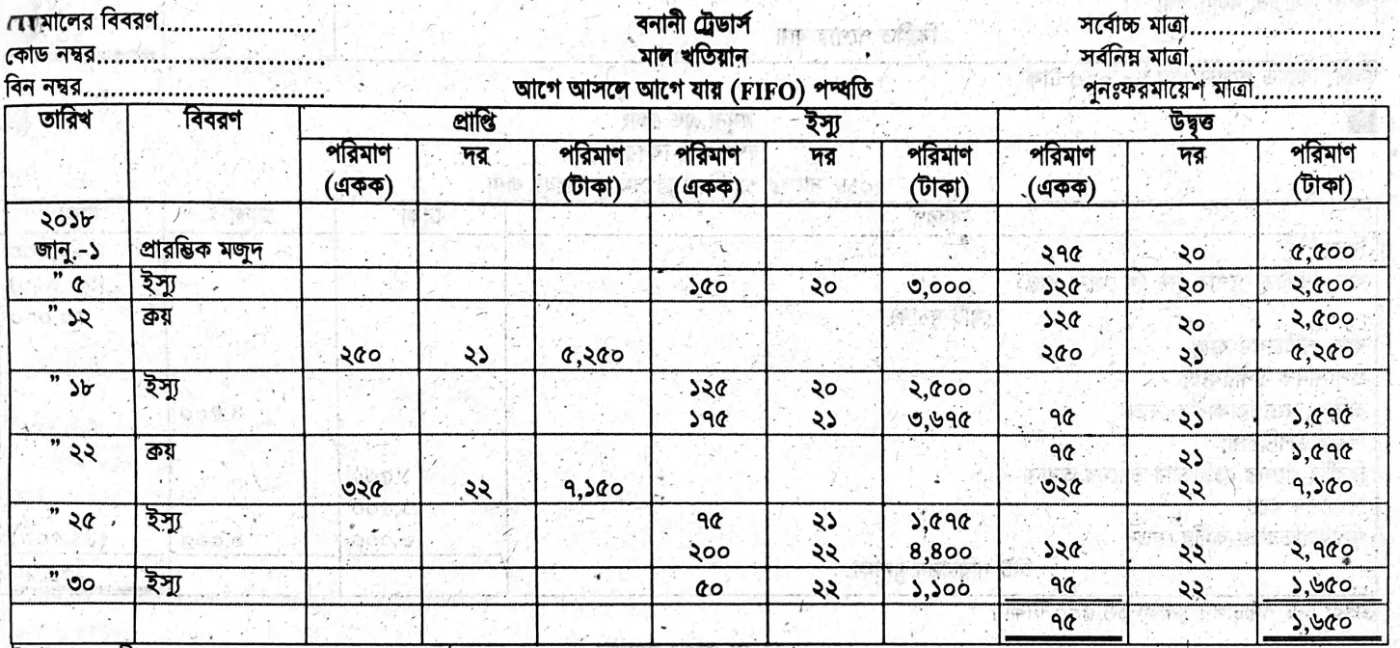 মালের বিবরণ..................... বনানী ট্রেডার্স সর্বোচ্চ মাত্রা...................
কোড নম্বর.............................. মাল খতিয়ান সর্বনিম্ন মাত্রা...................
বিন নম্বর................................ আগে আসলে আগে যায় (FIFO) পদ্ধতি পুনঃফরমায়েশ মাত্রা..................
তারিখ বিবরণ প্রাপ্তি ইস্যু উদ্বৃত্ত
পরিমাণ দর পরিমাণ পরিমাণ দর পরিমাণ পরিমাণ দর পরিমাণ
(একক) (টাকা) (একক) (টাকা) (একক) (টাকা)
২০১৮
জানু.-১ প্রারম্ভিক মজুদ ২৭৫ ২০ ৫,৫০০
" ৫ ইস্যু ১৫০ ২০ ৩,০০০ ১২৫ ২০ ২,৫০০
" ১২ ক্রয় ১২৫ ২০ ২,৫০০
২৫০ ২১ ৫,২৫০ ২৫০ ২১ ৫,২৫০
" ১৮ ইস্যু ১২৫ ২০ ২,৫০০
১৭৫ ২১ ৩,৬৭৫ ৭৫ ২১ ১,৫৭৫
" ২২ ক্রয় ৭৫ ২১ ১,৫৭৫
৩২৫ ২২ ৭,১৫০ ৩২৫ ২২ ৭,১৫০
" ২৫ ইস্যু ৭৫ ২১ ১,৫৭৫
২০০ ২২ ৪,৪০০ ১২৫ ২২ ২,৭৫০
" ৩০ ইস্যু ৫০ ২২ ১,১০০ ৭৫ ২২ ১,৬৫০
৭৫ ১,৬৫০